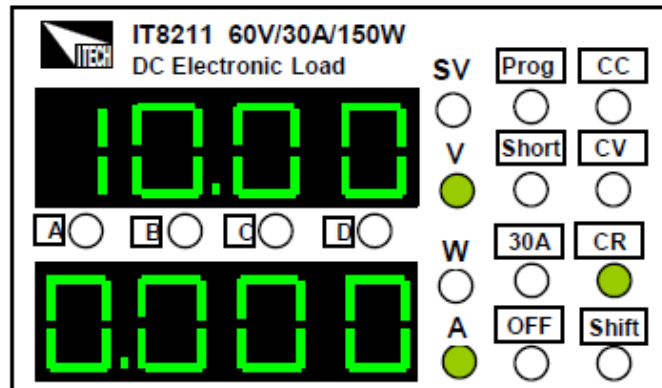 ITECH
IT8211 60V/30A/150W
DC Electronic Load
SV Prog CC
10.00
V Short CV
A B C D
W 30A CR
0.000
A OFF Shift